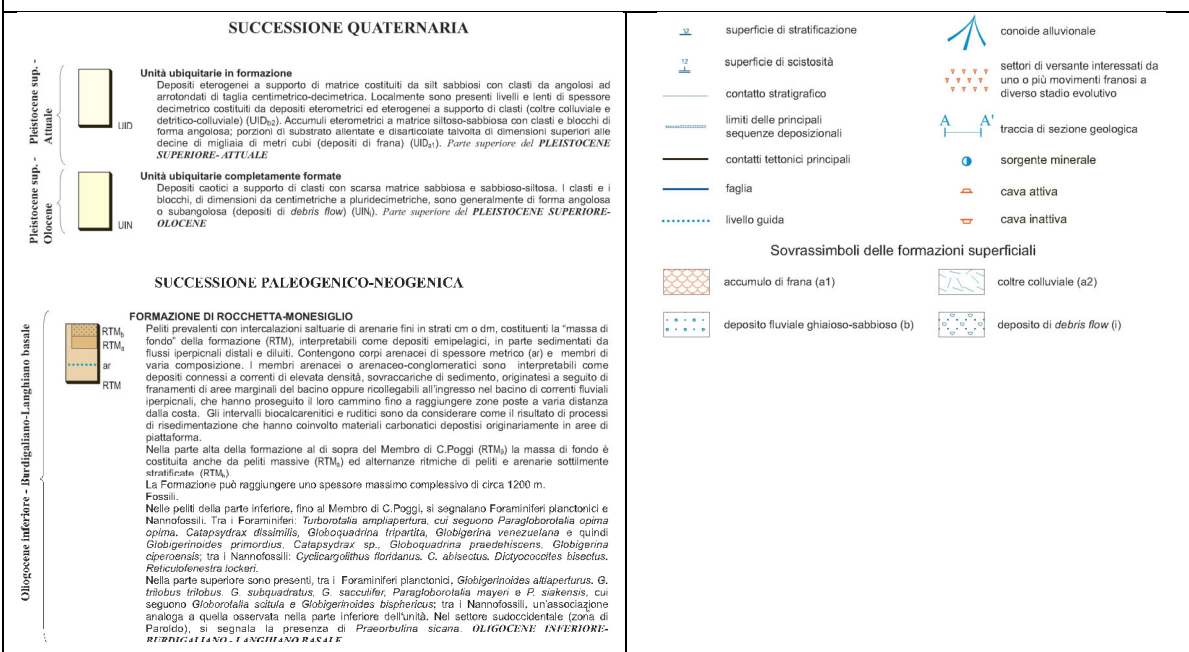 SUCCESSIONE QUATERNARIA
Pleistocene sup. -
Attuale
UID
Unità ubiquitarie in formazione
Depositi eterogenei a supporto di matrice costituiti da silt sabbiosi con clasti da angolosi ad
arrotondati di taglia centimetrico-decimetrica. Localmente sono presenti livelli e lenti di spessore
decimetrico costituiti da depositi eterometrici ed eterogenei a supporto di clasti (coltre colluviale e
detritico-colluviale) (UIDb2). Accumuli eterometrici a matrice siltoso-sabbiosa con clasti e blocchi di
forma angolosa; porzioni di substrato allentate e disarticolate talvolta di dimensioni superiori alle
decine di migliaia di metri cubi (depositi di frana) (UIDa1). Parte superiore del PLEISTOCENE
SUPERIORE- ATTUALE
Pleistocene sup. -
Olocene
UIN
Unità ubiquitarie completamente formate
Depositi caotici a supporto di clasti con scarsa matrice sabbiosa e sabbioso-siltosa. I clasti e i
blocchi, di dimensioni da centimetriche a pluridecimetriche, sono generalmente di forma angolosa
o subangolosa (depositi di debris flow) (UINi). Parte superiore del PLEISTOCENE SUPERIORE-
OLOCENE
SUCCESSIONE PALEOGENICO-NEOGENICA
Oliogocene inferiore - Burdigaliano-Langhiano basale
RTMb
RTMa
ar
RTM
FORMAZIONE DI ROCCHETTA-MONESIGLIO
Peliti prevalenti con intercalazioni saltuarie di arenarie fini in strati cm o dm, costituenti la "massa di
fondo" della formazione (RTM), interpretabili come depositi emipelagici, in parte sedimentati da
flussi iperpicnali distali e diluiti. Contengono corpi arenacei di spessore metrico (ar) e membri di
varia composizione. I membri arenacei o arenaceo-conglomeratici sono interpretabili come
depositi connessi a correnti di elevata densità, sovraccariche di sedimento, originatesi a seguito di
franamenti di aree marginali del bacino oppure ricollegabili all'ingresso nel bacino di correnti fluviali
iperpicnali, che hanno proseguito il loro cammino fino a raggiungere zone poste a varia distanza
dalla costa. Gli intervalli biocalcarenitici e ruditici sono da considerare come il risultato di processi
di risedimentazione che hanno coinvolto materiali carbonatici depostisi originariamente in aree di
piattaforma.
Nella parte alta della formazione al di sopra del Membro di C.Poggi (RTM9) la massa di fondo è
costituita anche da peliti massive (RTMa) ed alternanze ritmiche di peliti e arenarie sottilmente
stratificate (RTMb)
La Formazione può raggiungere uno spessore massimo complessivo di circa 1200 m.
Fossili.
Nelle peliti della parte inferiore, fino al Membro di C.Poggi, si segnalano Foraminiferi planctonici e
Nannofossili. Tra i Foraminiferi: Turborotalia ampliapertura, cui seguono Paragloborotalia opima
opima, Catapsydrax dissimilis, Globoquadrina tripartita, Globigerina venezuelana e quindi
Globigerinoides primordius, Catapsydrax sp., Globoquadrina praedehiscens, Globigerina
ciperoensis; tra i Nannofossili: Cyclicargolithus floridanus, C. abisectus. Dictyococcites bisectus.
Reticulofenestra lockeri.
Nella parte superiore sono presenti, tra i Foraminiferi planctonici, Globigerinoides altiaperturus. G.
trilobus trilobus. G. subquadratus, G. sacculifer, Paragloborotalia mayeri e P. siakensis, cui
seguono Globorotalia scitula e Globigerinoides bisphericus; tra i Nannofossili, un'associazione
analoga a quella osservata nella parte inferiore dell'unità. Nel settore sudoccidentale (zona di
Paroldo), si segnala la presenza di Praeorbulina sicana. OLIGOCENE INFERIORE-
BURDIGALIANO - LANGHIANO BASALE
12 superficie di stratificazione
12 superficie di scistosità
contatto stratigrafico
limiti delle principali
sequenze deposizionali
contatti tettonici principali
faglia
livello guida
conoide alluvionale
settori di versante interessati da
uno o più movimenti franosi a
diverso stadio evolutivo
A A' traccia di sezione geologica
sorgente minerale
cava attiva
cava inattiva
Sovrassimboli delle formazioni superficiali
accumulo di frana (a1)
coltre colluviale (a2)
deposito fluviale ghiaioso-sabbioso (b)
deposito di debris flow (i)